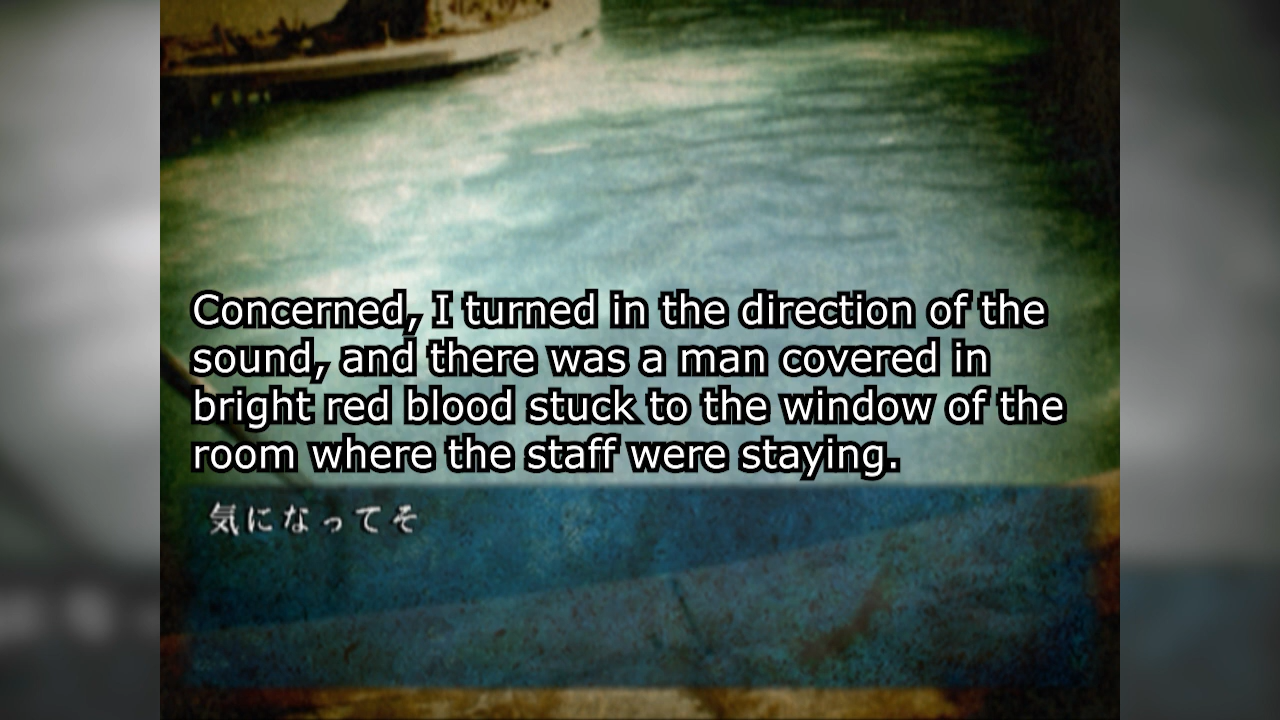 Concerned, I turned in the direction of the
sound, and there was a man covered in
bright red blood stuck to the window of the
room where the staff were staying.
気になってそ